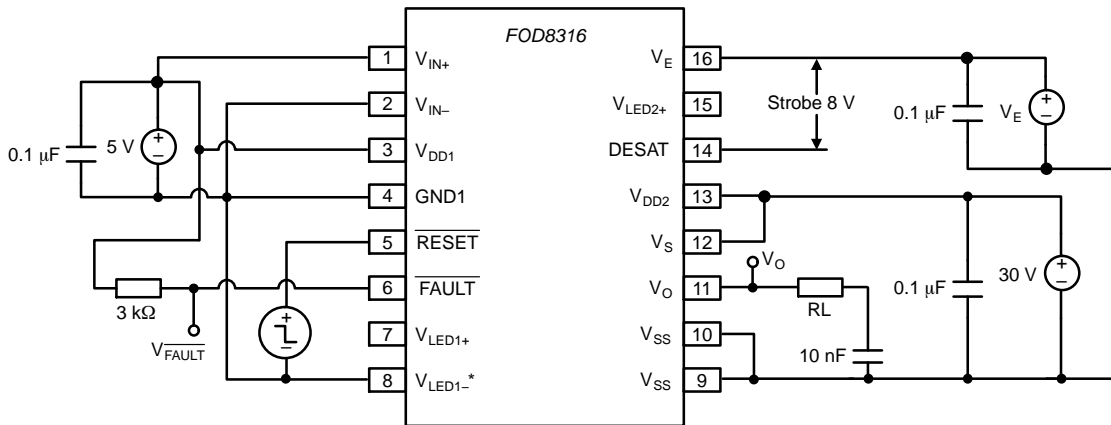 FOD8316
1 V_IN+
2 V_IN–
3 V_DD1
4 GND1
5 RESET
6 FAULT
7 V_LED1+
8 V_LED1–*
V_E 16
V_LED2+ 15
DESAT 14
V_DD2 13
V_S 12
V_O 11
V_SS 10
V_SS 9
0.1 μF
5 V
+
–
3 kΩ
V_FAULT
+
–
Strobe 8 V
0.1 μF
V_E
+
–
V_O
RL
10 nF
0.1 μF
30 V
+
–